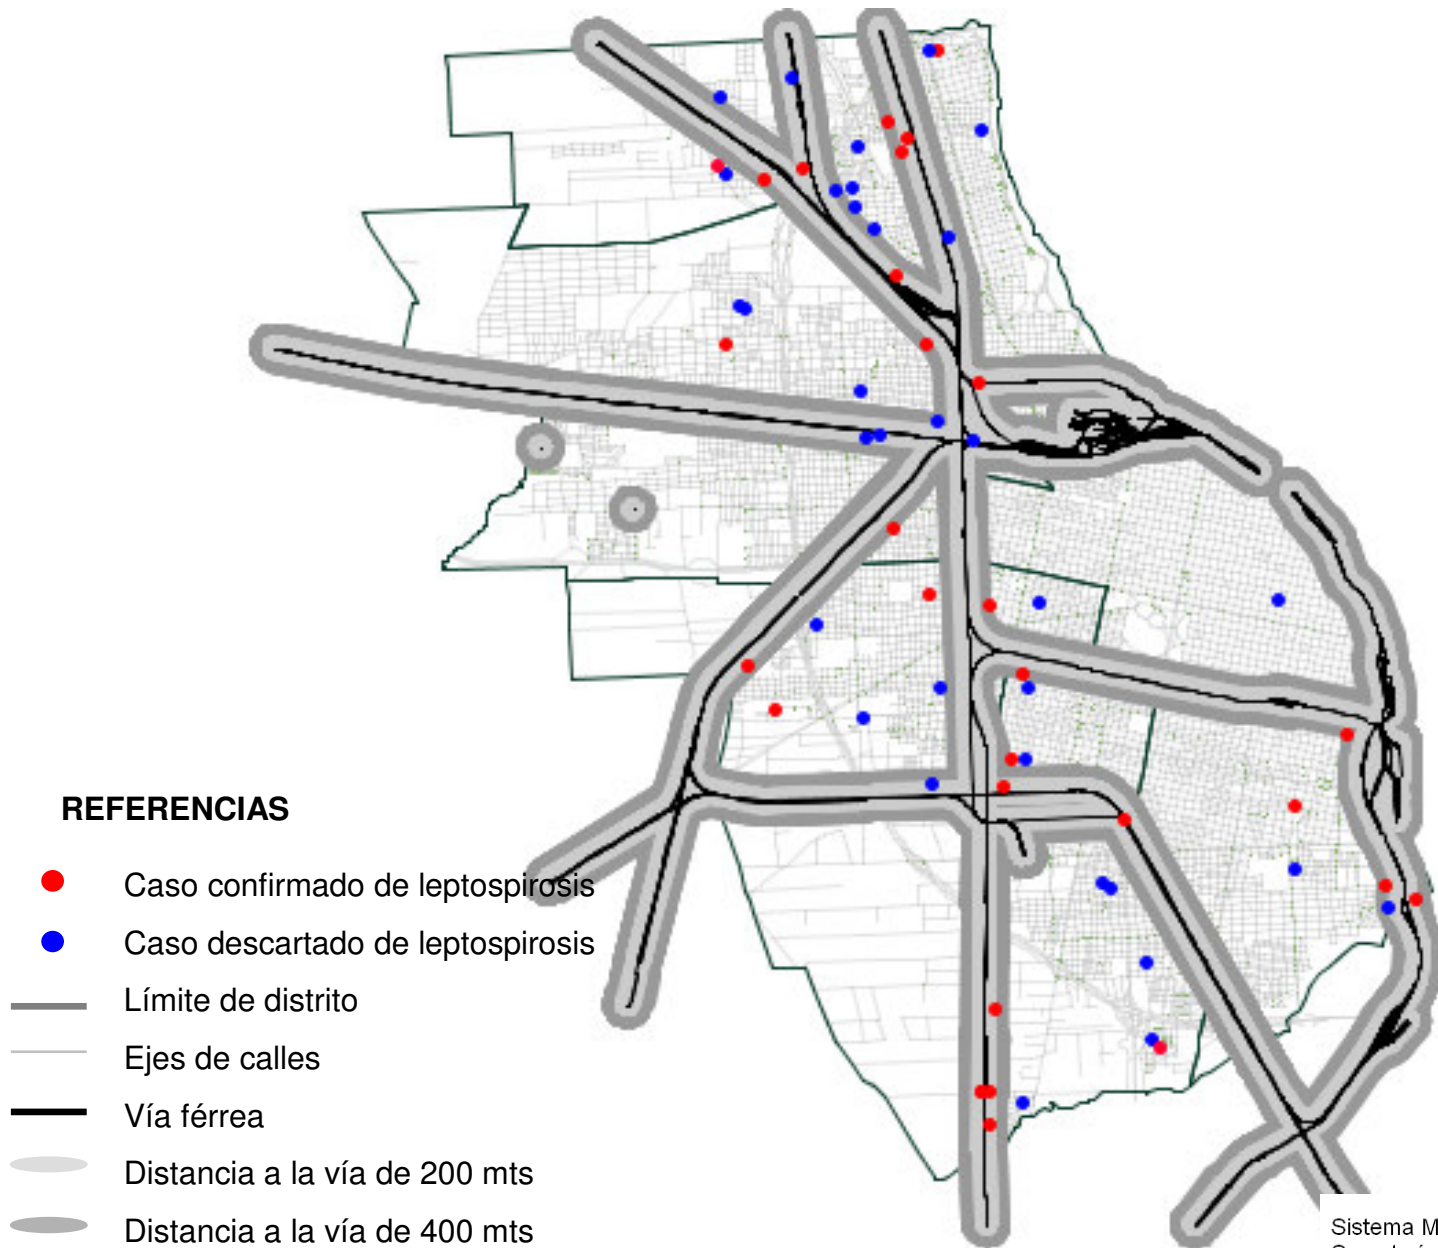 REFERENCIAS
Caso confirmado de leptospirosis
Caso descartado de leptospirosis
Límite de distrito
Ejes de calles
Vía férrea
Distancia a la vía de 200 mts
Distancia a la vía de 400 mts
Sistema M